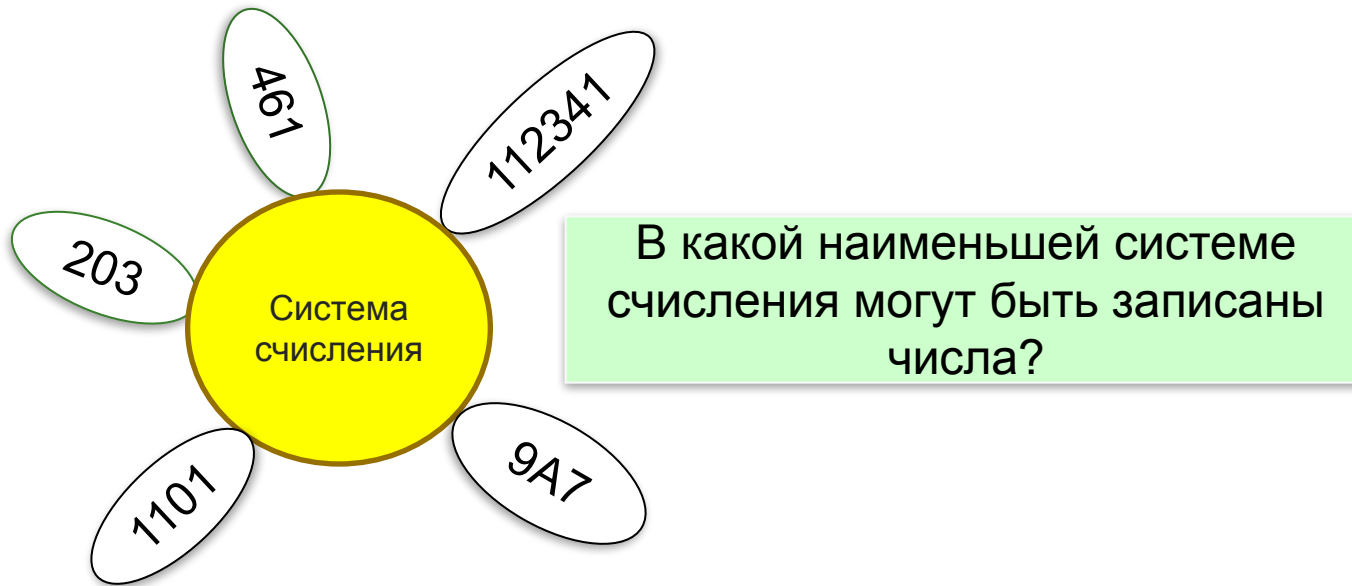 461
112341
203
Система
счисления
В какой наименьшей системе
счисления могут быть записаны
числа?
1101
9A7